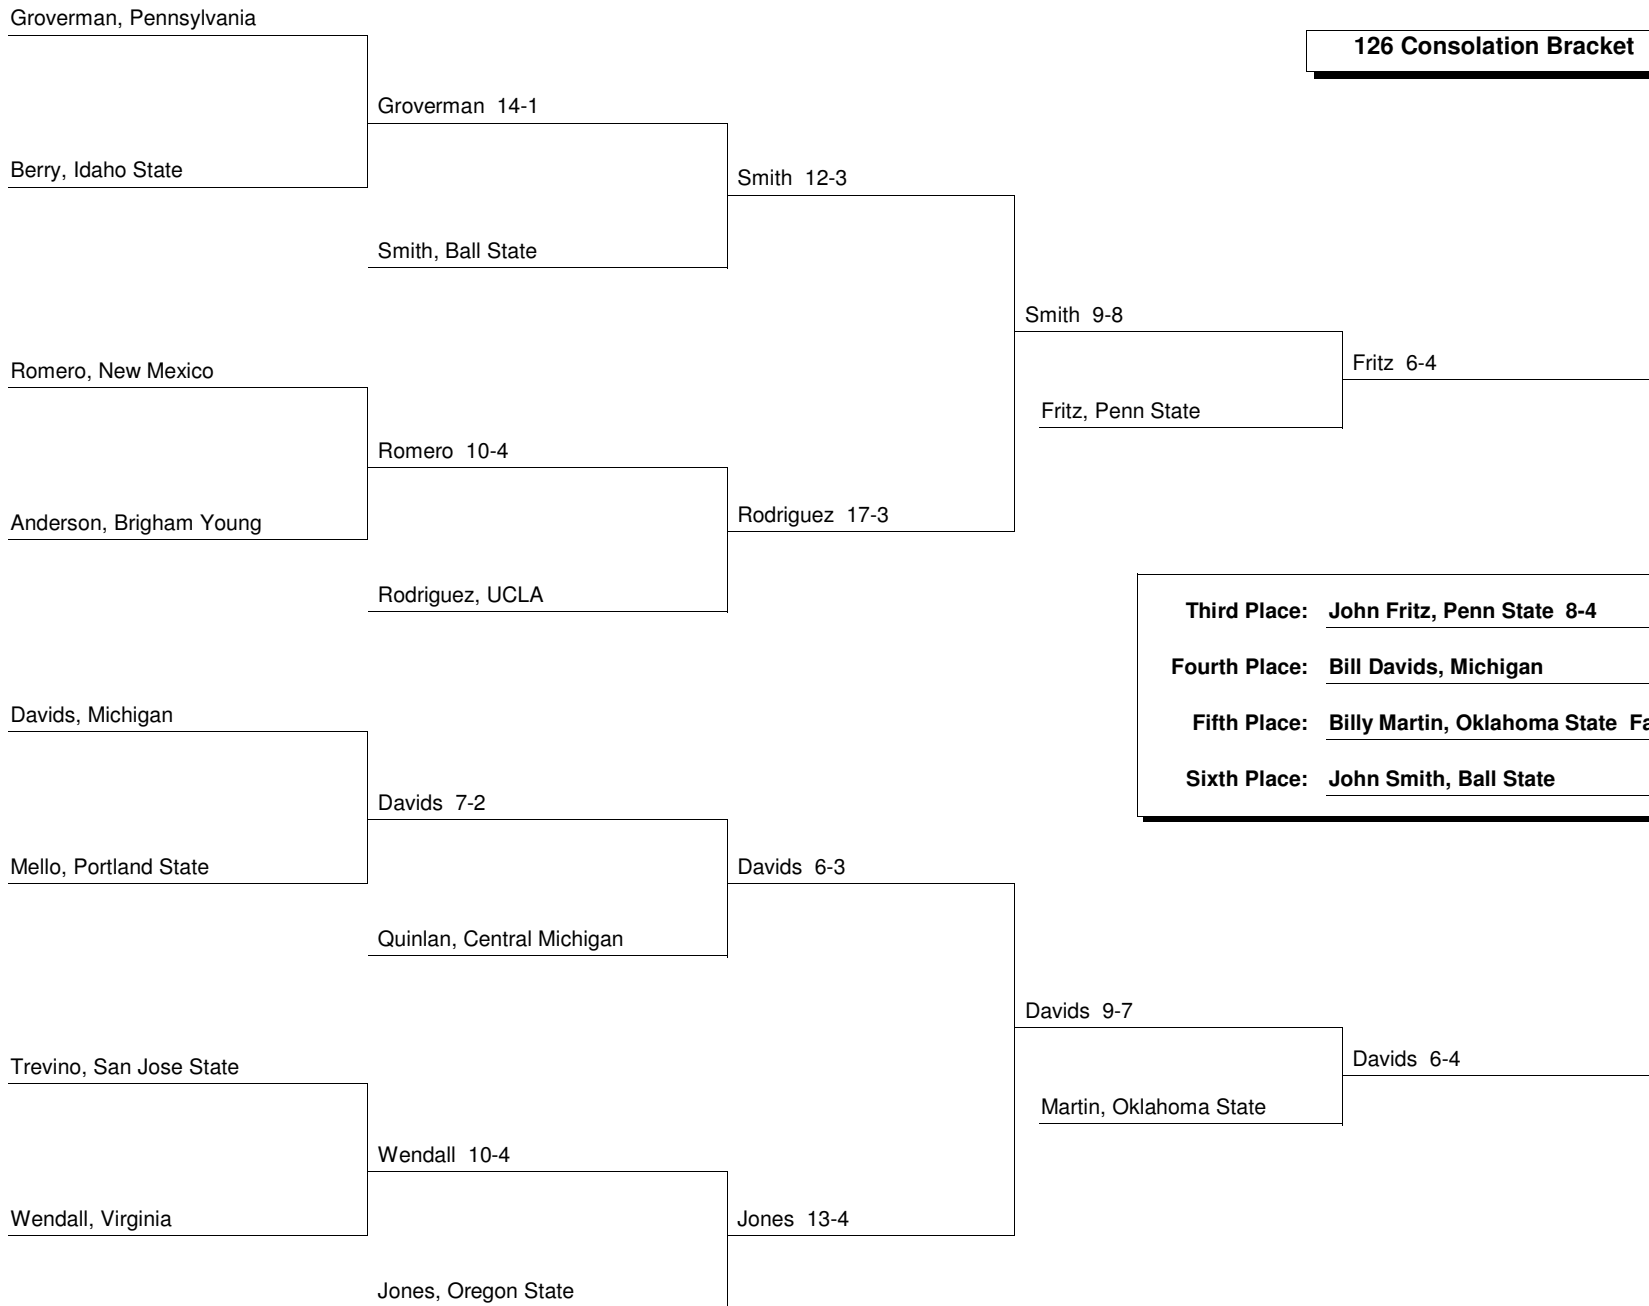 Groverman, Pennsylvania
126 Consolation Bracket
Groverman 14-1
Berry, Idaho State
Smith 12-3
Smith, Ball State
Smith 9-8
Romero, New Mexico
Fritz 6-4
Fritz, Penn State
Romero 10-4
Anderson, Brigham Young
Rodriguez 17-3
Rodriguez, UCLA
Third Place: John Fritz, Penn State 8-4
Fourth Place: Bill Davids, Michigan
Davids, Michigan
Fifth Place: Billy Martin, Oklahoma State
Sixth Place: John Smith, Ball State
Davids 7-2
Mello, Portland State
Davids 6-3
Quinlan, Central Michigan
Davids 9-7
Trevino, San Jose State
Davids 6-4
Martin, Oklahoma State
Wendall 10-4
Wendall, Virginia
Jones 13-4
Jones, Oregon State